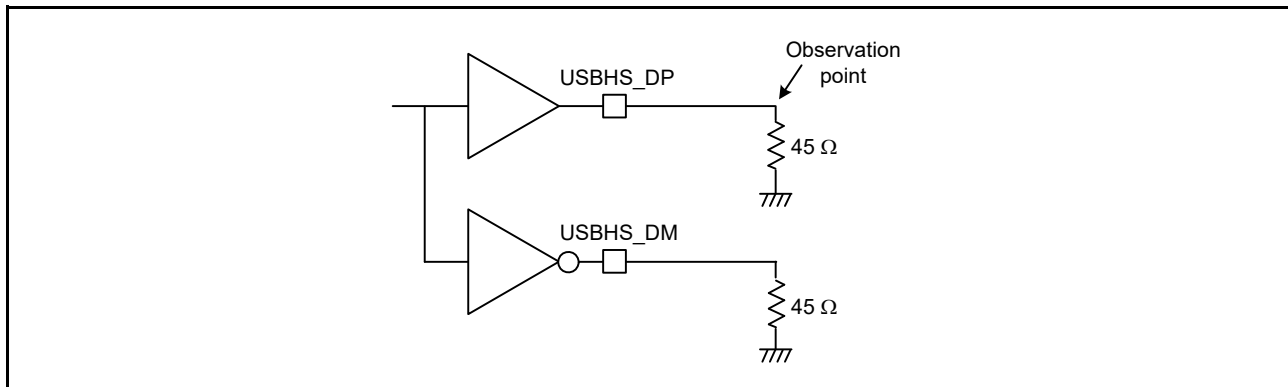 Observation
point
USBHS_DP
45 Ω
USBHS_DM
45 Ω